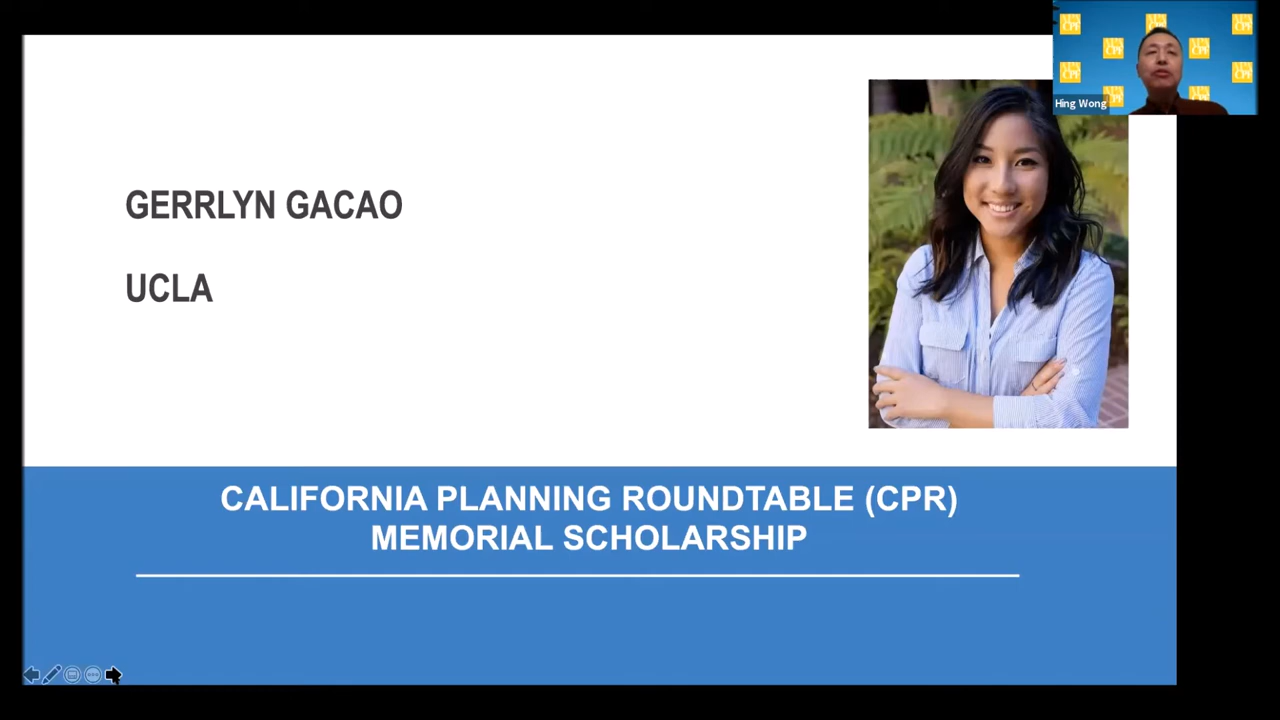 GERRLYN GACAO
UCLA
CALIFORNIA PLANNING ROUNDTABLE (CPR)
MEMORIAL SCHOLARSHIP
Hing Wong